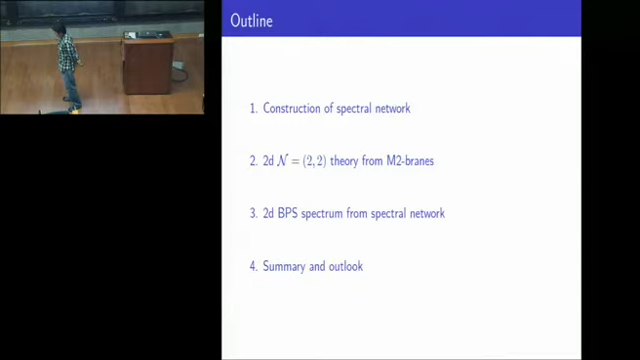 Outline
1. Construction of spectral network
2. 2d 𝒩 = (2, 2) theory from M2-branes
3. 2d BPS spectrum from spectral network
4. Summary and outlook